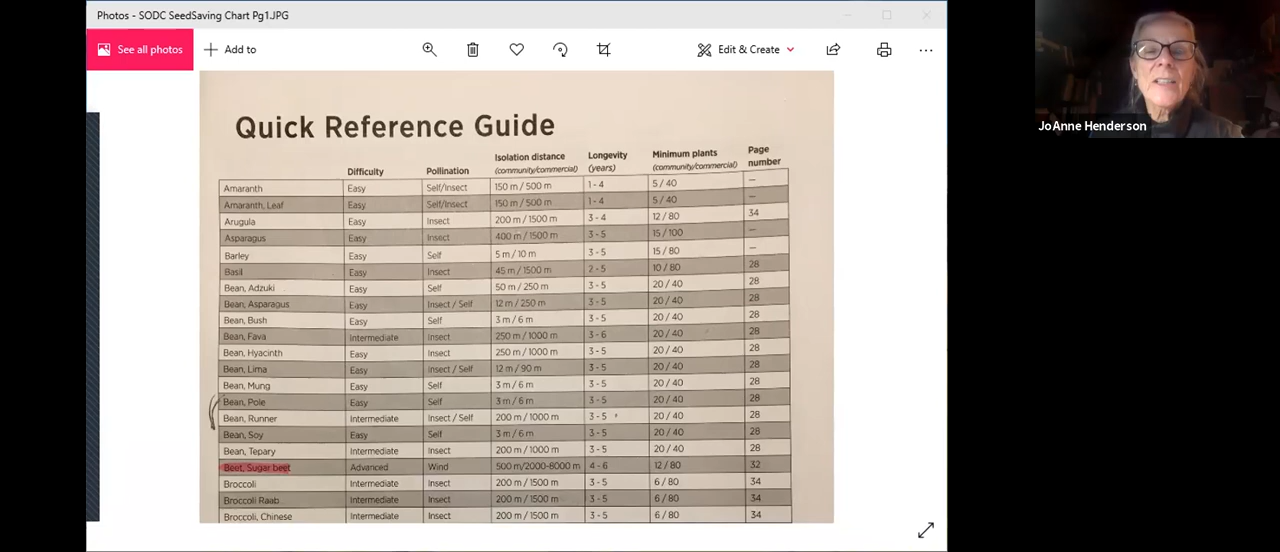 Photos - SODC SeedSaving Chart Pg1.JPG
See all photos
Add to
Edit & Create
JoAnne Henderson
Quick Reference Guide
Difficulty Pollination Isolation distance (community/commercial) Longevity (years) Minimum plants (community/commercial) Page number
Amaranth Easy Self/Insect 150 m / 500 m 1 - 4 5 / 40 —
Amaranth, Leaf Easy Self/Insect 150 m / 500 m 1 - 4 5 / 40 —
Arugula Easy Insect 200 m / 1500 m 3 - 4 12 / 80 34
Asparagus Easy Insect 400 m / 1500 m 3 - 5 15 / 100 —
Barley Easy Self 5 m / 10 m 3 - 5 15 / 80 —
Basil Easy Insect 45 m / 1500 m 2 - 5 10 / 80 28
Bean, Adzuki Easy Self 50 m / 250 m 3 - 5 20 / 40 28
Bean, Asparagus Easy Insect / Self 12 m / 250 m 3 - 5 20 / 40 28
Bean, Bush Easy Self 3 m / 6 m 3 - 5 20 / 40 28
Bean, Fava Intermediate Insect 250 m / 1000 m 3 - 6 20 / 40 28
Bean, Hyacinth Easy Insect 250 m / 1000 m 3 - 5 20 / 40 28
Bean, Lima Easy Insect / Self 12 m / 90 m 3 - 5 20 / 40 28
Bean, Mung Easy Self 3 m / 6 m 3 - 5 20 / 40 28
Bean, Pole Easy Self 3 m / 6 m 3 - 5 20 / 40 28
Bean, Runner Intermediate Insect / Self 200 m / 1000 m 3 - 5 20 / 40 28
Bean, Soy Easy Self 3 m / 6 m 3 - 5 20 / 40 28
Bean, Tepary Intermediate Insect 200 m / 1000 m 3 - 5 20 / 40 28
Beet, Sugar beet Advanced Wind 500 m/2000-8000 m 4 - 6 12 / 80 32
Broccoli Intermediate Insect 200 m / 1500 m 3 - 5 6 / 80 34
Broccoli Raab Intermediate Insect 200 m / 1500 m 3 - 5 6 / 80 34
Broccoli, Chinese Intermediate Insect 200 m / 1500 m 3 - 5 6 / 80 34